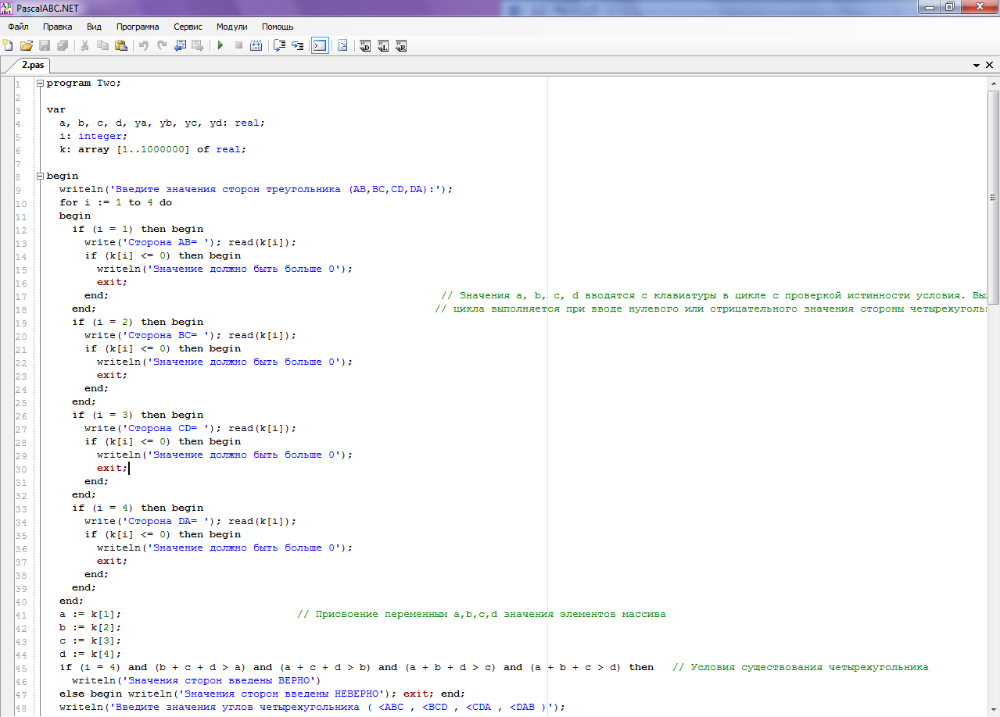 PascalABC.NET
Файл Правка Вид Программа Сервис Модули Помощь
2.pas
1 program Two;
2
3 var
4 a, b, c, d, ya, yb, yc, yd: real;
5 i: integer;
6 k: array [1..1000000] of real;
7
8 begin
9 writeln('Введите значения сторон треугольника (AB,BC,CD,DA):');
10 for i := 1 to 4 do
11 begin
12 if (i = 1) then begin
13 write('Сторона AB= '); read(k[i]);
14 if (k[i] <= 0) then begin
15 writeln('Значение должно быть больше 0');
16 exit;
17 end; // Значения a, b, c, d вводятся с клавиатуры в цикле с проверкой истинности условия.
18 end; // цикла выполняется при вводе нулевого или отрицательного значения стороны
19 if (i = 2) then begin
20 write('Сторона BC= '); read(k[i]);
21 if (k[i] <= 0) then begin
22 writeln('Значение должно быть больше 0');
23 exit;
24 end;
25 end;
26 if (i = 3) then begin
27 write('Сторона CD= '); read(k[i]);
28 if (k[i] <= 0) then begin
29 writeln('Значение должно быть больше 0');
30 exit;
31 end;
32 end;
33 if (i = 4) then begin
34 write('Сторона DA= '); read(k[i]);
35 if (k[i] <= 0) then begin
36 writeln('Значение должно быть больше 0');
37 exit;
38 end;
39 end;
40 end;
41 a := k[1]; // Присвоение переменным a,b,c,d значения элементов массива
42 b := k[2];
43 c := k[3];
44 d := k[4];
45 if (i = 4) and (b + c + d > a) and (a + c + d > b) and (a + b + d > c) and (a + b + c > d) then // Условия существования четырехугольника
46 writeln('Значения сторон введены ВЕРНО')
47 else begin writeln('Значения сторон введены НЕВЕРНО'); exit; end;
48 writeln('Введите значения углов четырехугольника ( <ABC , <BCD , <CDA , <DAB )');